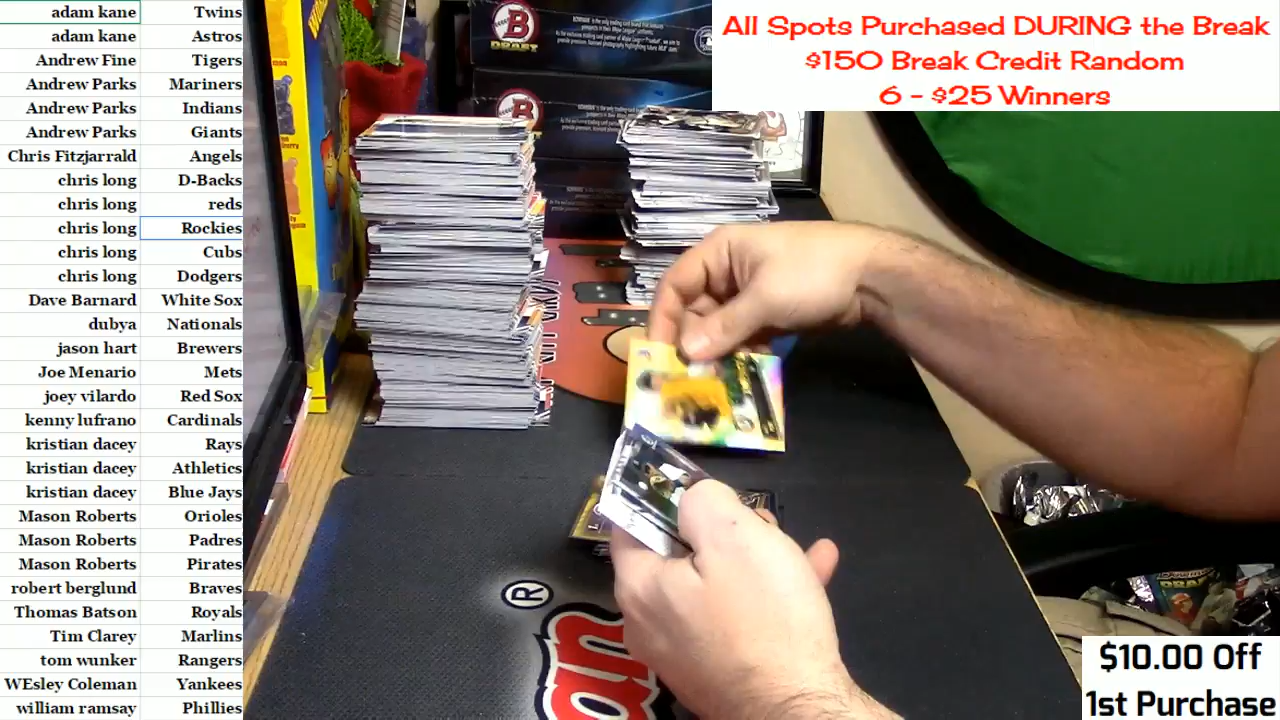 adam kane Twins
adam kane Astros
Andrew Fine Tigers
Andrew Parks Mariners
Andrew Parks Indians
Andrew Parks Giants
Chris Fitzjarrald Angels
chris long D-Backs
chris long reds
chris long Rockies
chris long Cubs
chris long Dodgers
Dave Barnard White Sox
dubya Nationals
jason hart Brewers
Joe Menario Mets
joey vilardo Red Sox
kenny lufrano Cardinals
kristian dacey Rays
kristian dacey Athletics
kristian dacey Blue Jays
Mason Roberts Orioles
Mason Roberts Padres
Mason Roberts Pirates
robert berglund Braves
Thomas Batson Royals
Tim Clarey Marlins
tom wunker Rangers
WEsley Coleman Yankees
william ramsay Phillies
All Spots Purchased DURING the Break
$150 Break Credit Random
6 - $25 Winners
B
DRAFT
B
®
an
DRAFT
$10.00 Off
1st Purchase